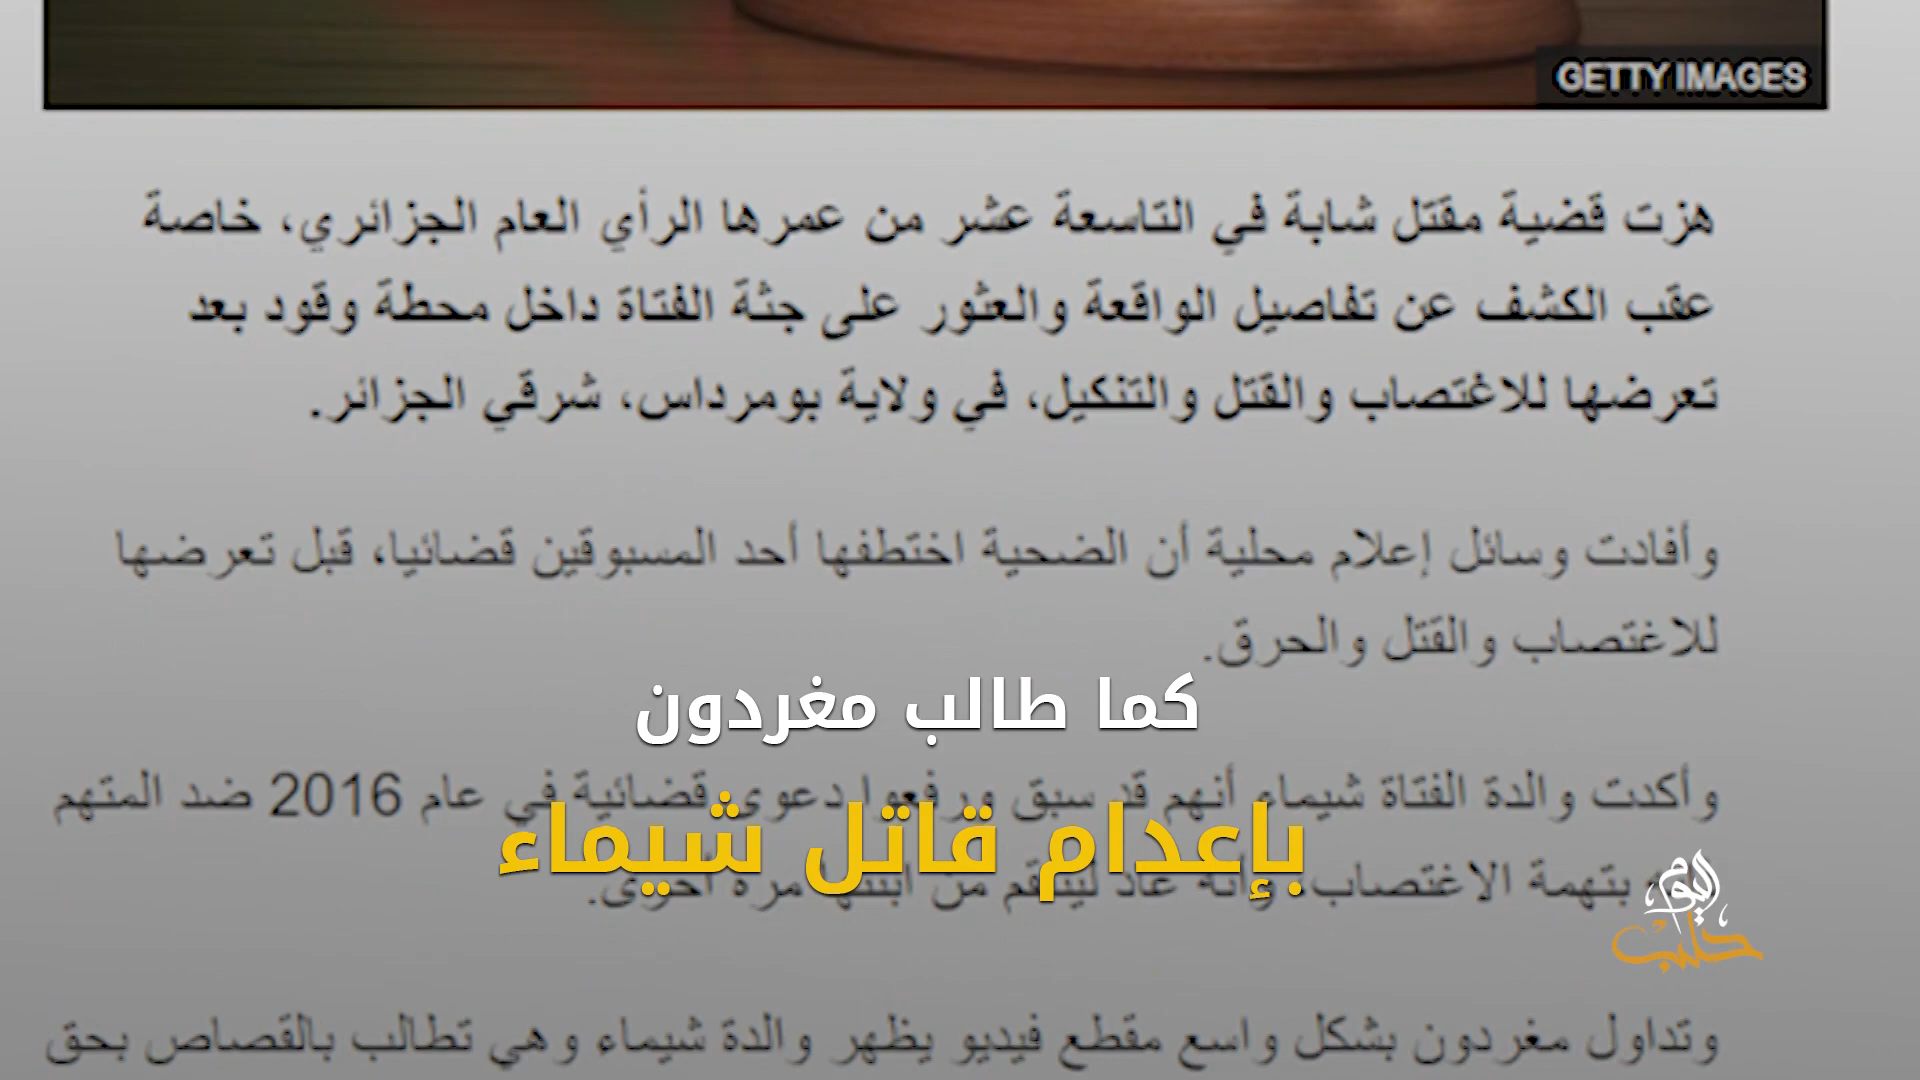 GETTY IMAGES
هزت قضية مقتل شابة في التاسعة عشر من عمرها الرأي العام الجزائري، خاصة
عقب الكشف عن تفاصيل الواقعة والعثور على جثة الفتاة داخل محطة وقود بعد
تعرضها للاغتصاب والقتل والتنكيل، في ولاية بومرداس، شرقي الجزائر.
وأفادت وسائل إعلام محلية أن الضحية اختطفها أحد المسبوقين قضائيا، قبل تعرضها
للاغتصاب والقتل والحرق.
كما طالب مغردون
وأكدت والدة الفتاة شيماء أنهم قد سبق ورفعوا دعوى قضائية في عام 2016 ضد المتهم
بإعدام قاتل شيماء
بتهمة الاغتصاب، وأنه عاد لينتقم من ابنتها مرة أخرى.
اليوم
حلب
وتداول مغردون بشكل واسع مقطع فيديو يظهر والدة شيماء وهي تطالب بالقصاص بحق